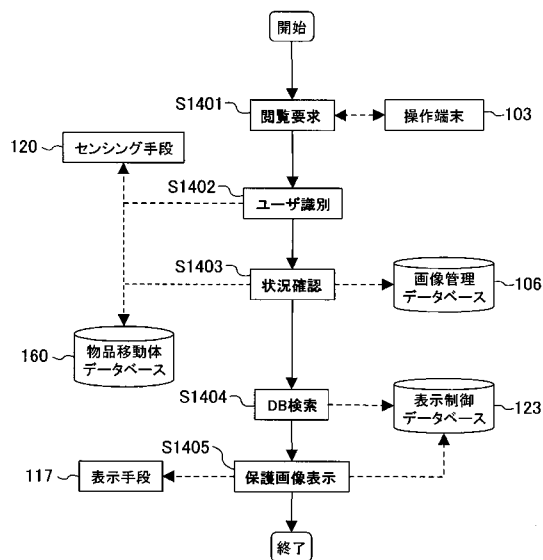 開始
S1401
閲覧要求
操作端末
103
120
センシング手段
S1402
ユーザ識別
S1403
状況確認
画像管理
データベース
106
160
物品移動体
データベース
S1404
DB検索
表示制御
データベース
123
S1405
117
表示手段
保護画像表示
終了